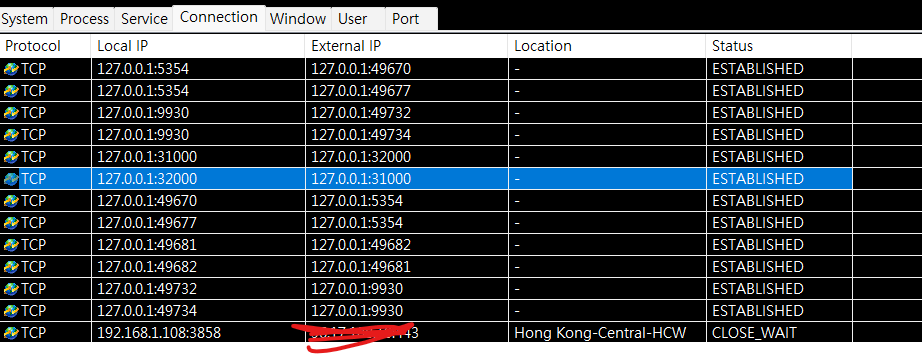 System Process Service Connection Window User Port
Protocol Local IP External IP Location Status
TCP 127.0.0.1:5354 127.0.0.1:49670 - ESTABLISHED
TCP 127.0.0.1:5354 127.0.0.1:49677 - ESTABLISHED
TCP 127.0.0.1:9930 127.0.0.1:49732 - ESTABLISHED
TCP 127.0.0.1:9930 127.0.0.1:49734 - ESTABLISHED
TCP 127.0.0.1:31000 127.0.0.1:32000 - ESTABLISHED
TCP 127.0.0.1:32000 127.0.0.1:31000 - ESTABLISHED
TCP 127.0.0.1:49670 127.0.0.1:5354 - ESTABLISHED
TCP 127.0.0.1:49677 127.0.0.1:5354 - ESTABLISHED
TCP 127.0.0.1:49681 127.0.0.1:49682 - ESTABLISHED
TCP 127.0.0.1:49682 127.0.0.1:49681 - ESTABLISHED
TCP 127.0.0.1:49732 127.0.0.1:9930 - ESTABLISHED
TCP 127.0.0.1:49734 127.0.0.1:9930 - ESTABLISHED
TCP 192.168.1.108:3858 Hong Kong-Central-HCW CLOSE_WAIT